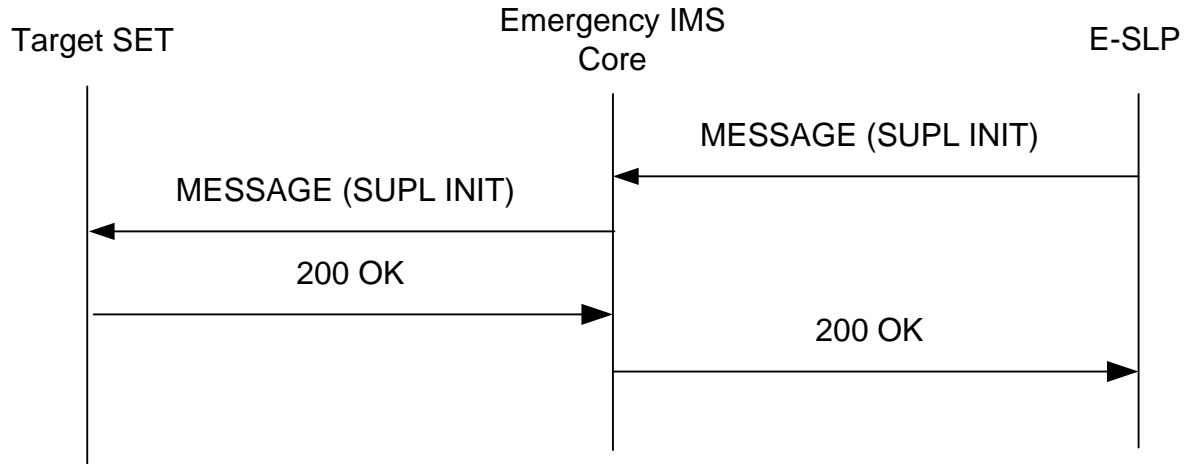 Target SET
Emergency IMS
Core
E-SLP
MESSAGE (SUPL INIT)
MESSAGE (SUPL INIT)
200 OK
200 OK